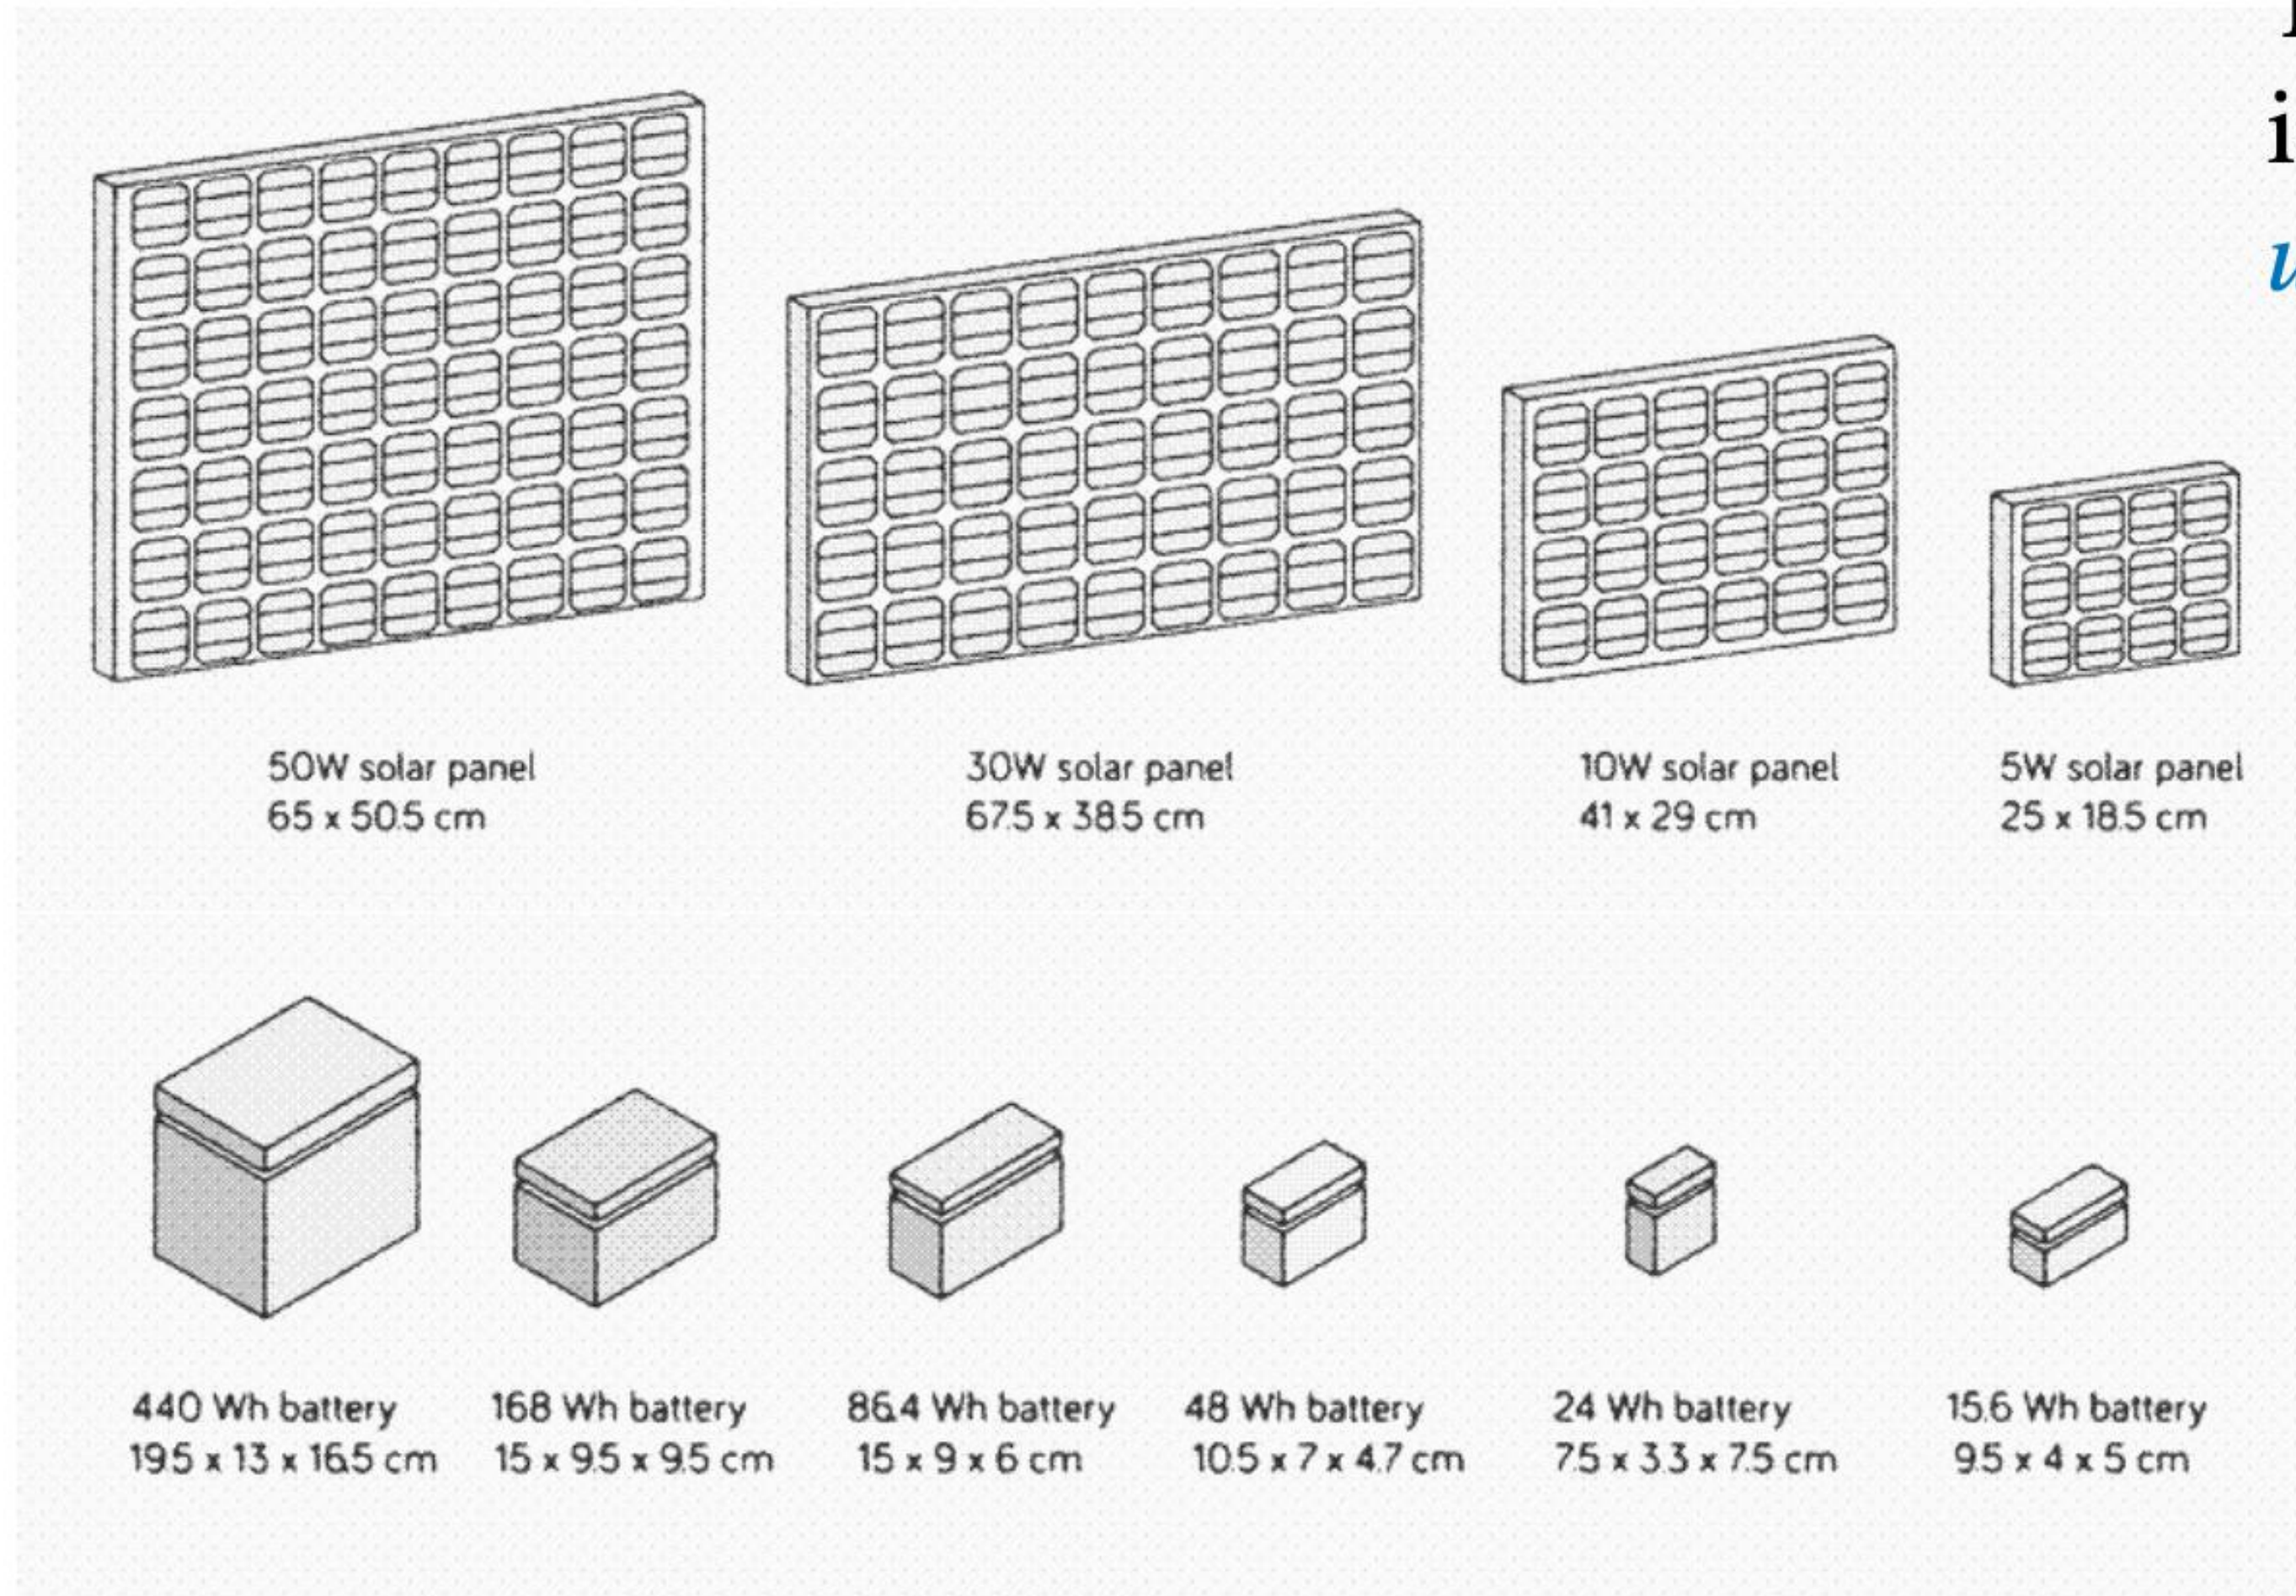 i
50W solar panel
65 x 50.5 cm
30W solar panel
67.5 x 38.5 cm
10W solar panel
41 x 29 cm
5W solar panel
25 x 18.5 cm
440 Wh battery
19.5 x 13 x 16.5 cm
168 Wh battery
15 x 9.5 x 9.5 cm
86.4 Wh battery
15 x 9 x 6 cm
48 Wh battery
10.5 x 7 x 4.7 cm
24 Wh battery
7.5 x 3.3 x 7.5 cm
15.6 Wh battery
9.5 x 4 x 5 cm